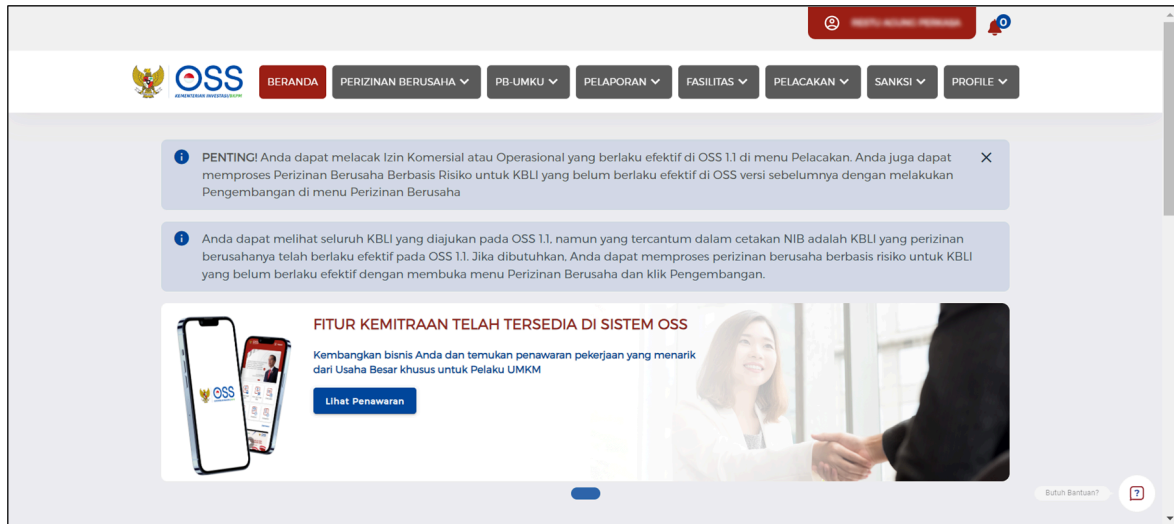 0
OSS
KEMENTERIAN INVESTASI/BKPM
BERANDA
PERIZINAN BERUSAHA
PB-UMKU
PELAPORAN
FASILITAS
PELACAKAN
SANKSI
PROFILE
PENTING! Anda dapat melacak Izin Komersial atau Operasional yang berlaku efektif di OSS 1.1 di menu Pelacakan. Anda juga dapat
memproses Perizinan Berusaha Berbasis Risiko untuk KBLI yang belum berlaku efektif di OSS versi sebelumnya dengan melakukan
Pengembangan di menu Perizinan Berusaha
Anda dapat melihat seluruh KBLI yang diajukan pada OSS 1.1, namun yang tercantum dalam cetakan NIB adalah KBLI yang perizinan
berusahanya telah berlaku efektif pada OSS 1.1. Jika dibutuhkan, Anda dapat memproses perizinan berusaha berbasis risiko untuk KBLI
yang belum berlaku efektif dengan membuka menu Perizinan Berusaha dan klik Pengembangan.
OSS
FITUR KEMITRAAN TELAH TERSEDIA DI SISTEM OSS
Kembangkan bisnis Anda dan temukan penawaran pekerjaan yang menarik
dari Usaha Besar khusus untuk Pelaku UMKM
Lihat Penawaran
Butuh Bantuan?